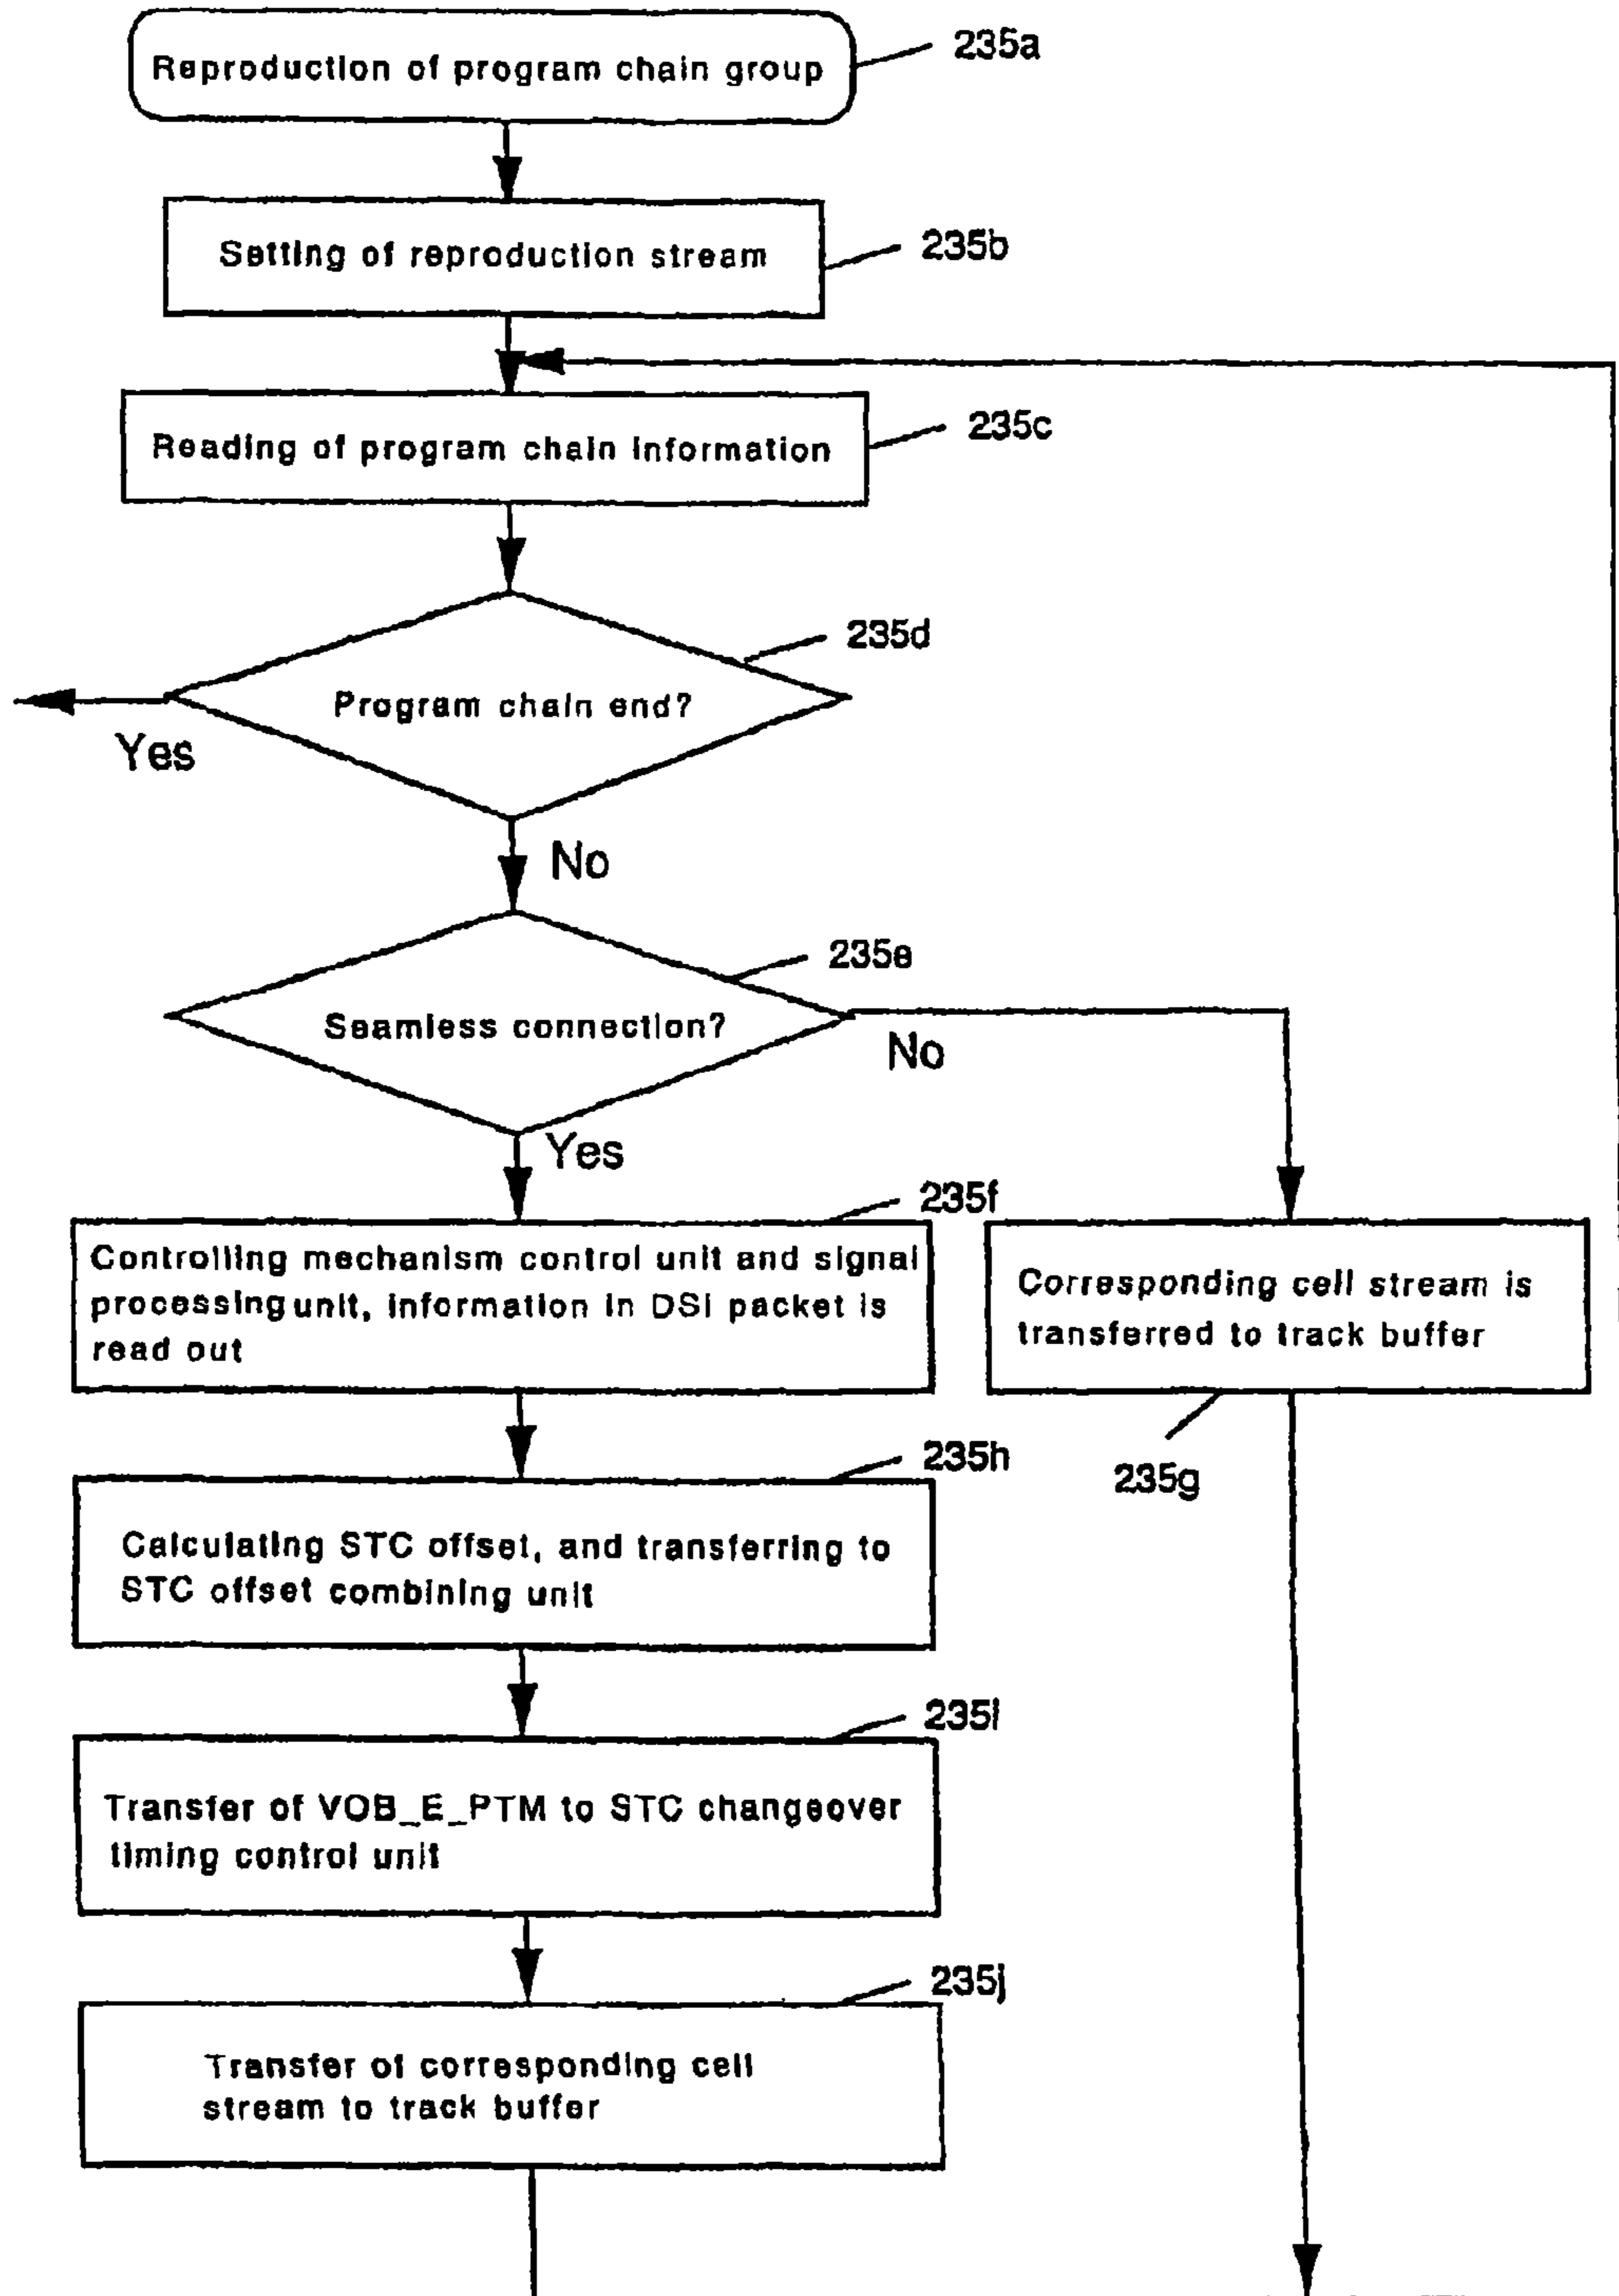 Reproduction of program chain group
235a
Setting of reproduction stream
235b
Reading of program chain information
235c
235d
Program chain end?
Yes
No
235e
Seamless connection?
No
Yes
235f
Controlling mechanism control unit and signal
processing unit, information in DSI packet is
read out
Corresponding cell stream is
transferred to track buffer
235g
235h
Calculating STC offset, and transferring to
STC offset combining unit
235i
Transfer of VOB_E_PTM to STC changeover
timing control unit
235j
Transfer of corresponding cell
stream to track buffer